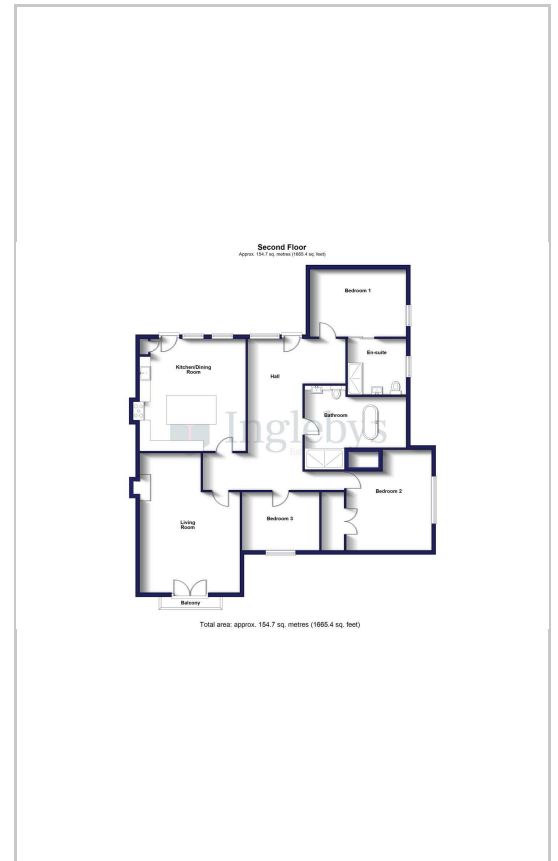 Second Floor
Approx. 154.7 sq. metres (1665.4 sq. feet)
Bedroom 1
Kitchen/Dining
Room
Hall
En-suite
Bathroom
Inglebys
Bedroom 2
Living
Room
Bedroom 3
Balcony
Total area: approx. 154.7 sq. metres (1665.4 sq. feet)